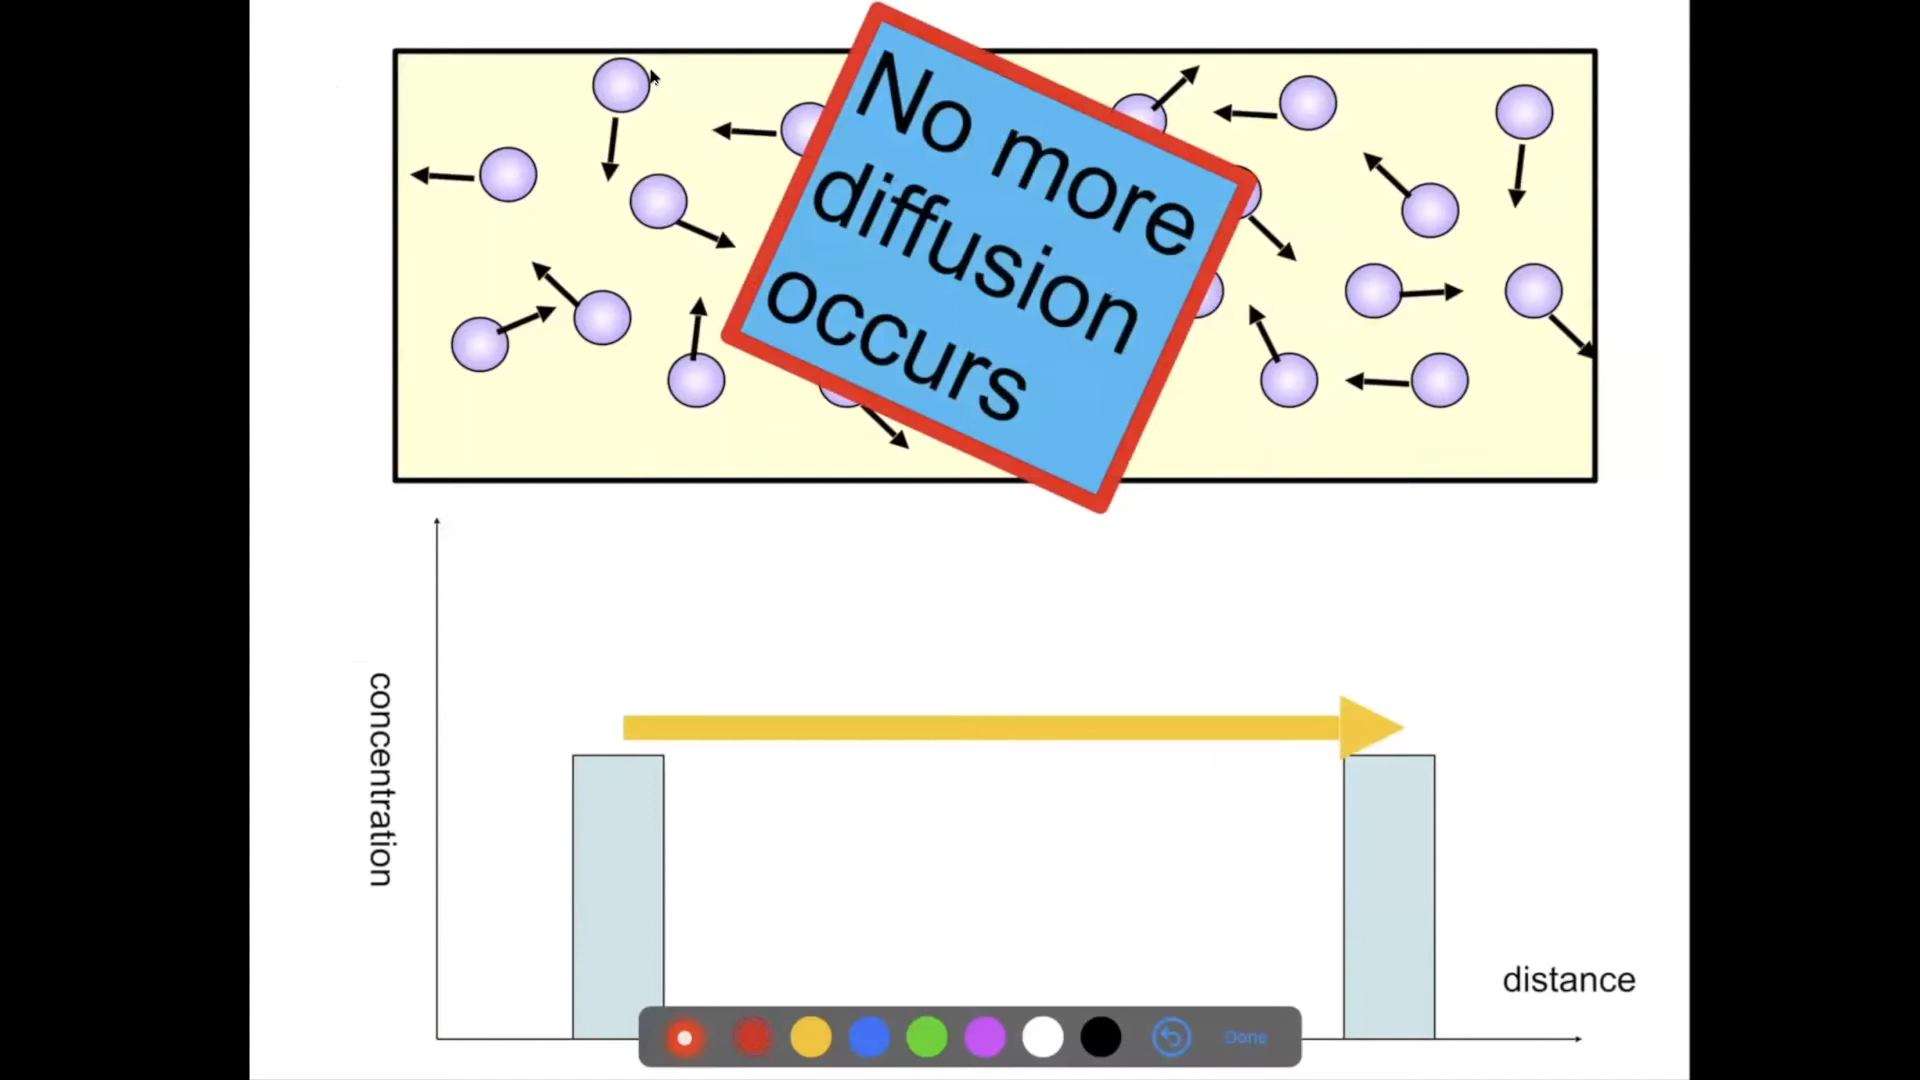 No more
diffusion
occurs
concentration
distance
Done